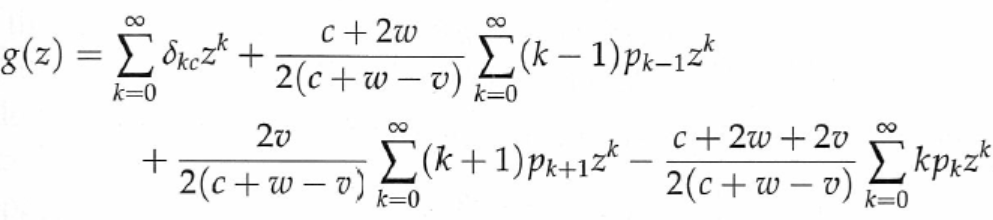 g(z) = \sum_{k=0}^{\infty} \delta_{kc} z^k + \frac{c + 2w}{2(c + w - v)} \sum_{k=0}^{\infty} (k - 1) p_{k-1} z^k
+ \frac{2v}{2(c + w - v)} \sum_{k=0}^{\infty} (k + 1) p_{k+1} z^k - \frac{c + 2w + 2v}{2(c + w - v)} \sum_{k=0}^{\infty} k p_k z^k